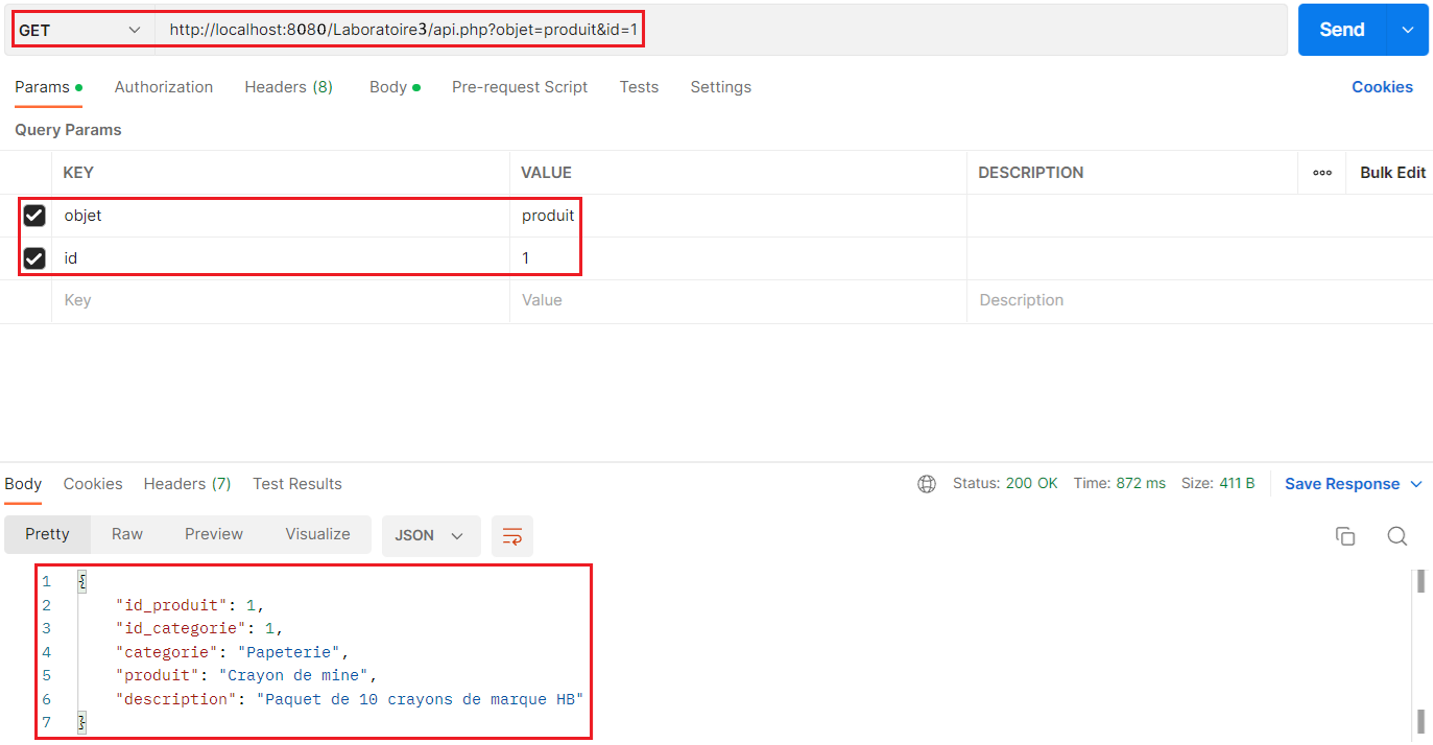 GET http://localhost:8080/Laboratoire3/api.php?objet=produit&id=1 Send
Params Authorization Headers (8) Body Pre-request Script Tests Settings Cookies
Query Params
KEY VALUE DESCRIPTION ooo Bulk Edit
objet produit
id 1
Key Value Description
Body Cookies Headers (7) Test Results Status: 200 OK Time: 872 ms Size: 411 B Save Response
Pretty Raw Preview Visualize JSON
1 {
2 "id_produit": 1,
3 "id_categorie": 1,
4 "categorie": "Papeterie",
5 "produit": "Crayon de mine",
6 "description": "Paquet de 10 crayons de marque HB"
7 }